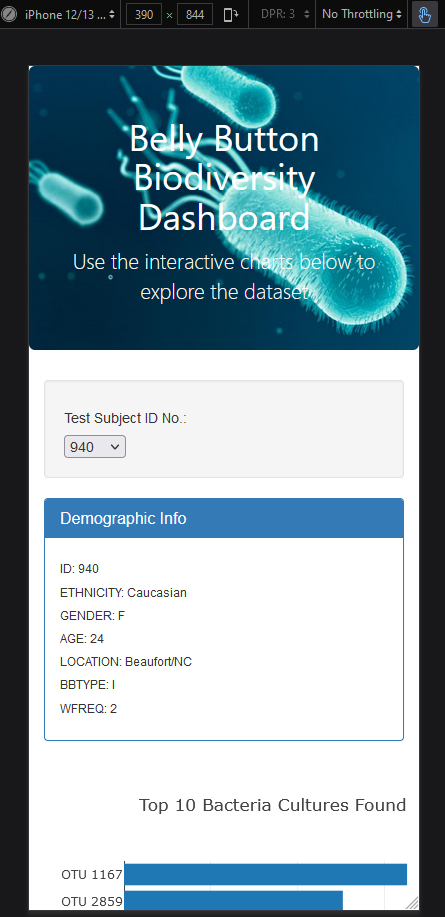 iPhone 12/13 ... 390 × 844 DPR: 3 No Throttling
Belly Button
Biodiversity
Dashboard
Use the interactive charts below to
explore the dataset
Test Subject ID No.:
940
Demographic Info
ID: 940
ETHNICITY: Caucasian
GENDER: F
AGE: 24
LOCATION: Beaufort/NC
BBTYPE: I
WFREQ: 2
Top 10 Bacteria Cultures Found
OTU 1167
OTU 2859